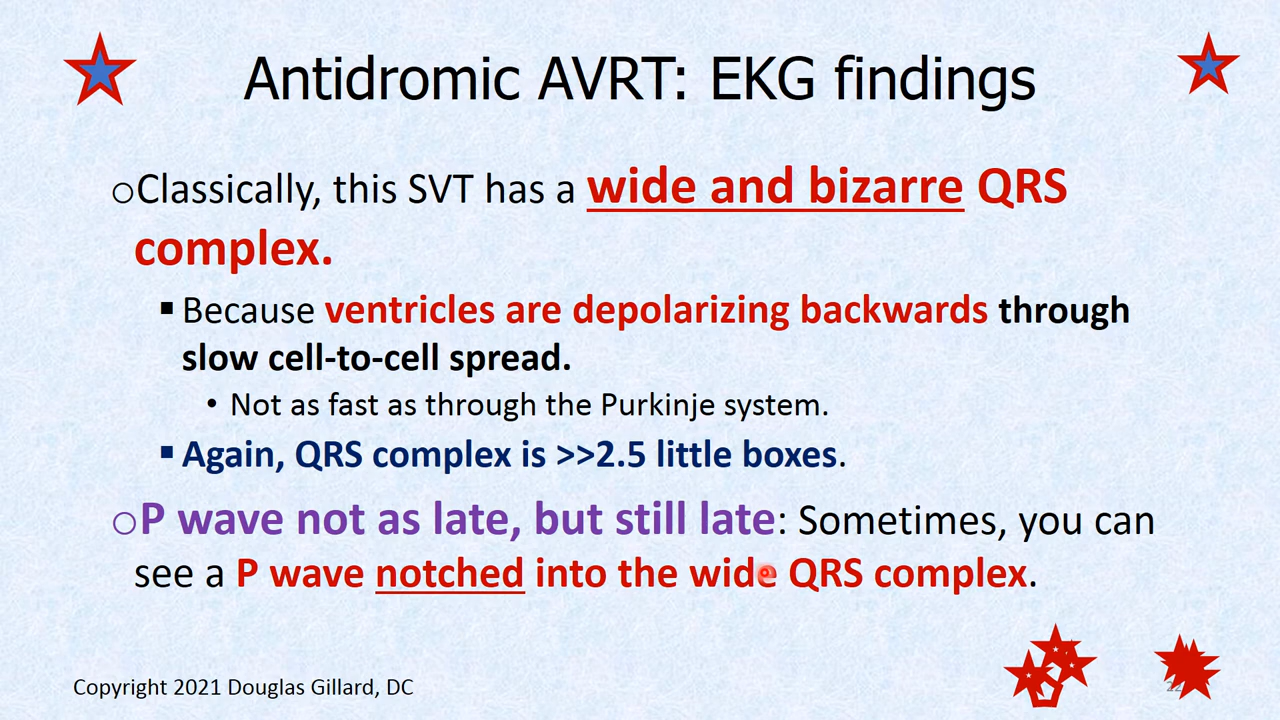 Antidromic AVRT: EKG findings
○Classically, this SVT has a wide and bizarre QRS
complex.
▪ Because ventricles are depolarizing backwards through
slow cell-to-cell spread.
• Not as fast as through the Purkinje system.
▪ Again, QRS complex is >>2.5 little boxes.
○P wave not as late, but still late: Sometimes, you can
see a P wave notched into the wide QRS complex.
Copyright 2021 Douglas Gillard, DC